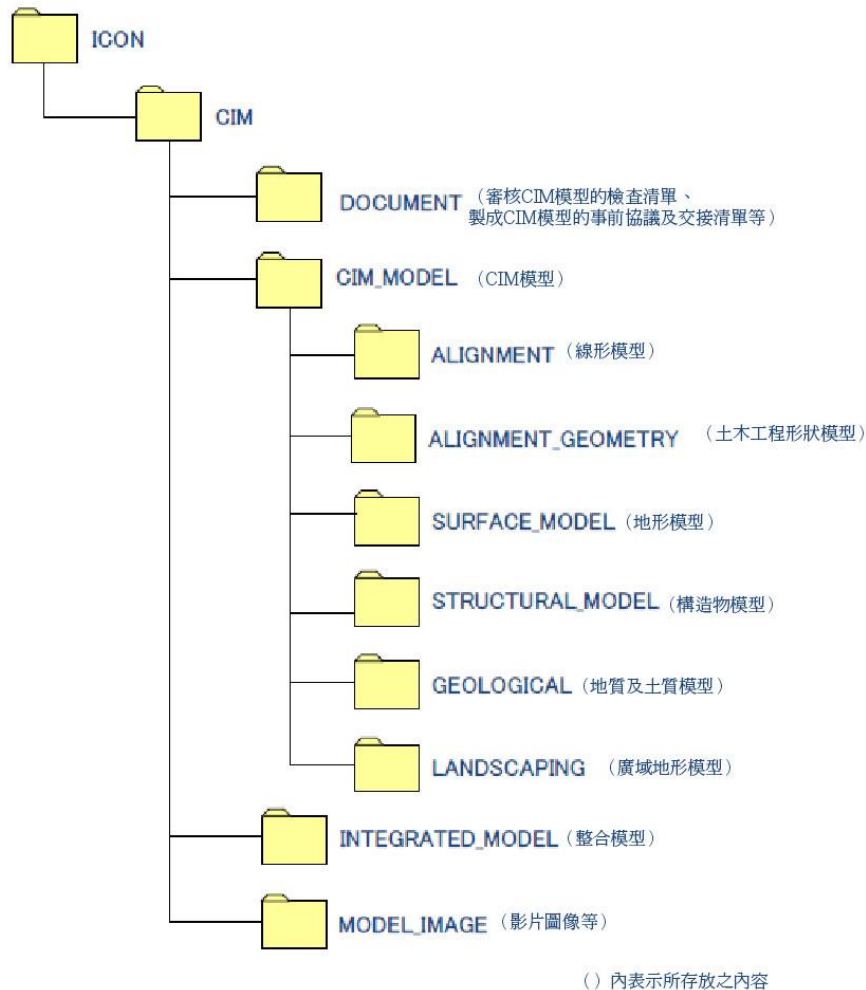 ICON
CIM
DOCUMENT（審核CIM模型的檢查清單、
製成CIM模型的事前協議及交接清單等）
CIM_MODEL（CIM模型）
ALIGNMENT（線形模型）
ALIGNMENT_GEOMETRY（土木工程形狀模型）
SURFACE_MODEL（地形模型）
STRUCTURAL_MODEL（構造物模型）
GEOLOGICAL（地質及土質模型）
LANDSCAPING（廣域地形模型）
INTEGRATED_MODEL（整合模型）
MODEL_IMAGE（影片圖像等）
（）內表示所存放之內容